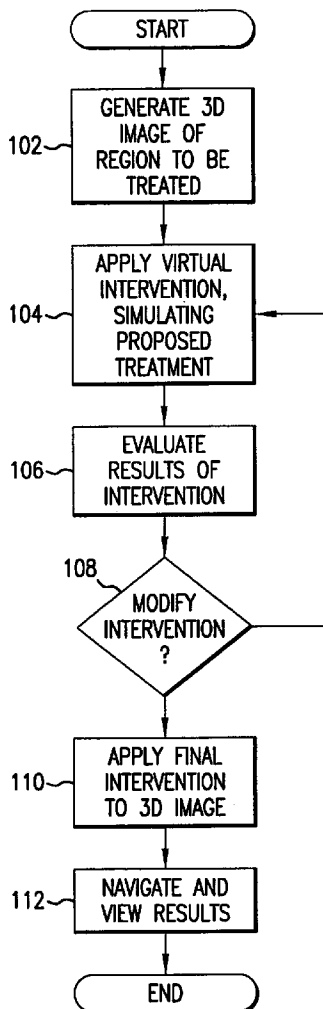 START
102
GENERATE 3D
IMAGE OF
REGION TO BE
TREATED
104
APPLY VIRTUAL
INTERVENTION,
SIMULATING
PROPOSED
TREATMENT
106
EVALUATE
RESULTS OF
INTERVENTION
108
MODIFY
INTERVENTION
?
110
APPLY FINAL
INTERVENTION
TO 3D IMAGE
112
NAVIGATE AND
VIEW RESULTS
END